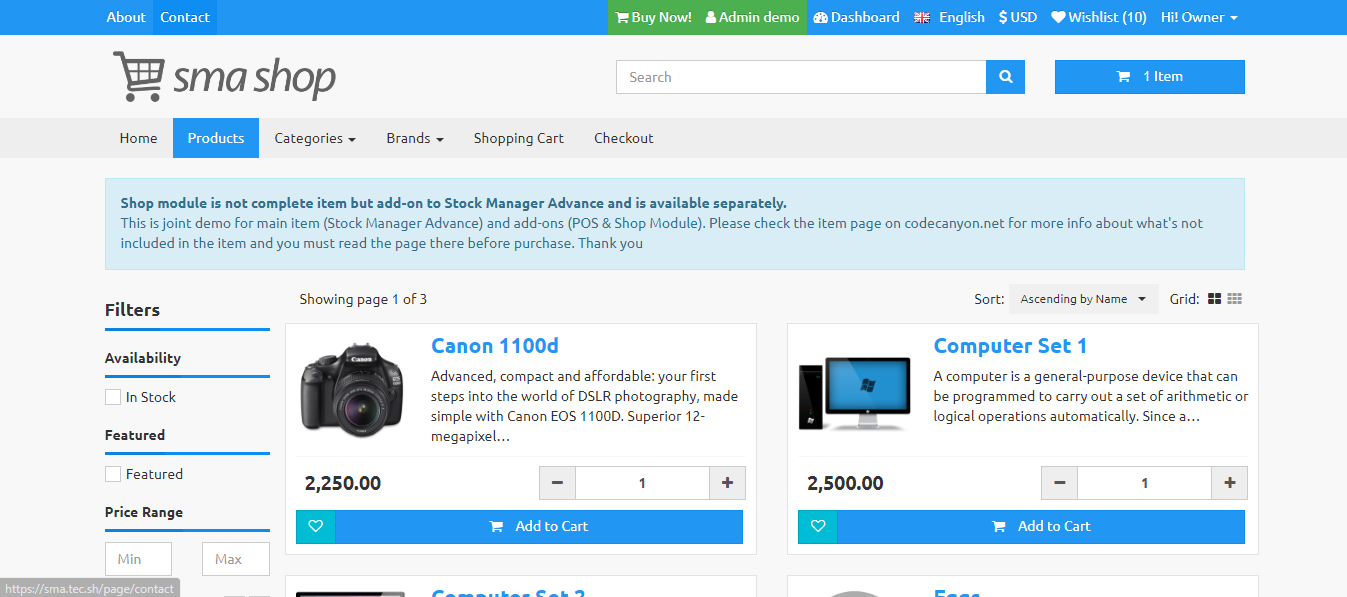 About Contact Buy Now! Admin demo Dashboard English $ USD Wishlist (10) Hi! Owner
sma shop Search 1 Item
Home Products Categories Brands Shopping Cart Checkout
Shop module is not complete item but add-on to Stock Manager Advance and is available separately.
This is joint demo for main item (Stock Manager Advance) and add-ons (POS & Shop Module). Please check the item page on codecanyon.net for more info about what's not
included in the item and you must read the page there before purchase. Thank you
Filters
Availability
In Stock
Featured
Featured
Price Range
Min Max
Showing page 1 of 3 Sort: Ascending by Name Grid:
Canon 1100d
Advanced, compact and affordable: your first
steps into the world of DSLR photography, made
simple with Canon EOS 1100D. Superior 12-
megapixel...
2,250.00 1
Add to Cart
Computer Set 1
A computer is a general-purpose device that can
be programmed to carry out a set of arithmetic or
logical operations automatically. Since a...
2,500.00 1
Add to Cart
Computer Set 2
Eggs
https://sma.tec.sh/page/contact